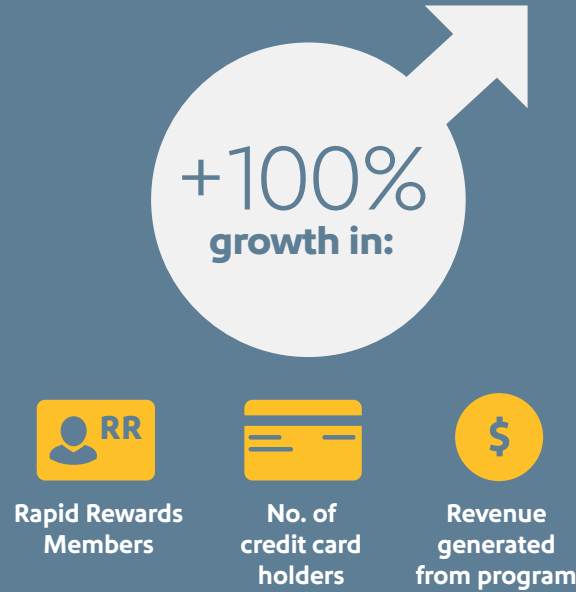 +100%
growth in:
RR
$
Rapid Rewards
Members
No. of
credit card
holders
Revenue
generated
from program